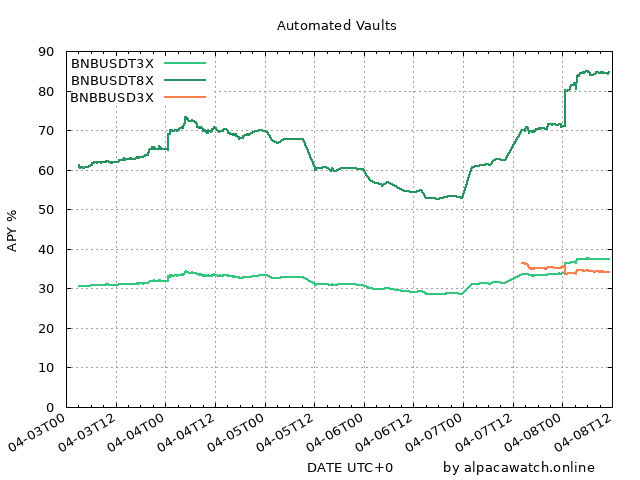 Automated Vaults
BNBUSDT3X
BNBUSDT8X
BNBBUSD3X
APY %
90
80
70
60
50
40
30
20
10
0
04-03T00
04-03T12
04-04T00
04-04T12
04-05T00
04-05T12
04-06T00
04-06T12
04-07T00
04-07T12
04-08T00
04-08T12
DATE UTC+0
by alpacawatch.online